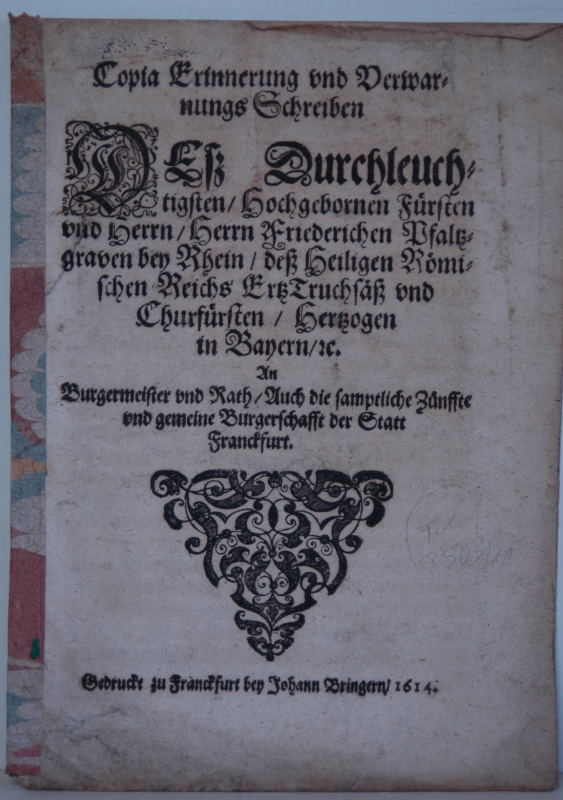 Copia Erinnerung vnd Verwar-
nungs Schreiben
DEsz Durchleuch-
tigsten/ Hochgebornen Fürsten
vnd Herrn/ Herrn Friederichen Pfaltz-
graven bey Rhein/ deß Heiligen Römi-
schen Reichs ErtzTruchsäß vnd
Churfürsten/ Hertzogen
in Bayern/ꝛc.
An
Burgermeister vnd Rath/ Auch die samptliche Zünffte
vnd gemeine Burgerschafft der Statt
Franckfurt.
Gedruckt zu Franckfurt bey Johann Bringern/ 1614.